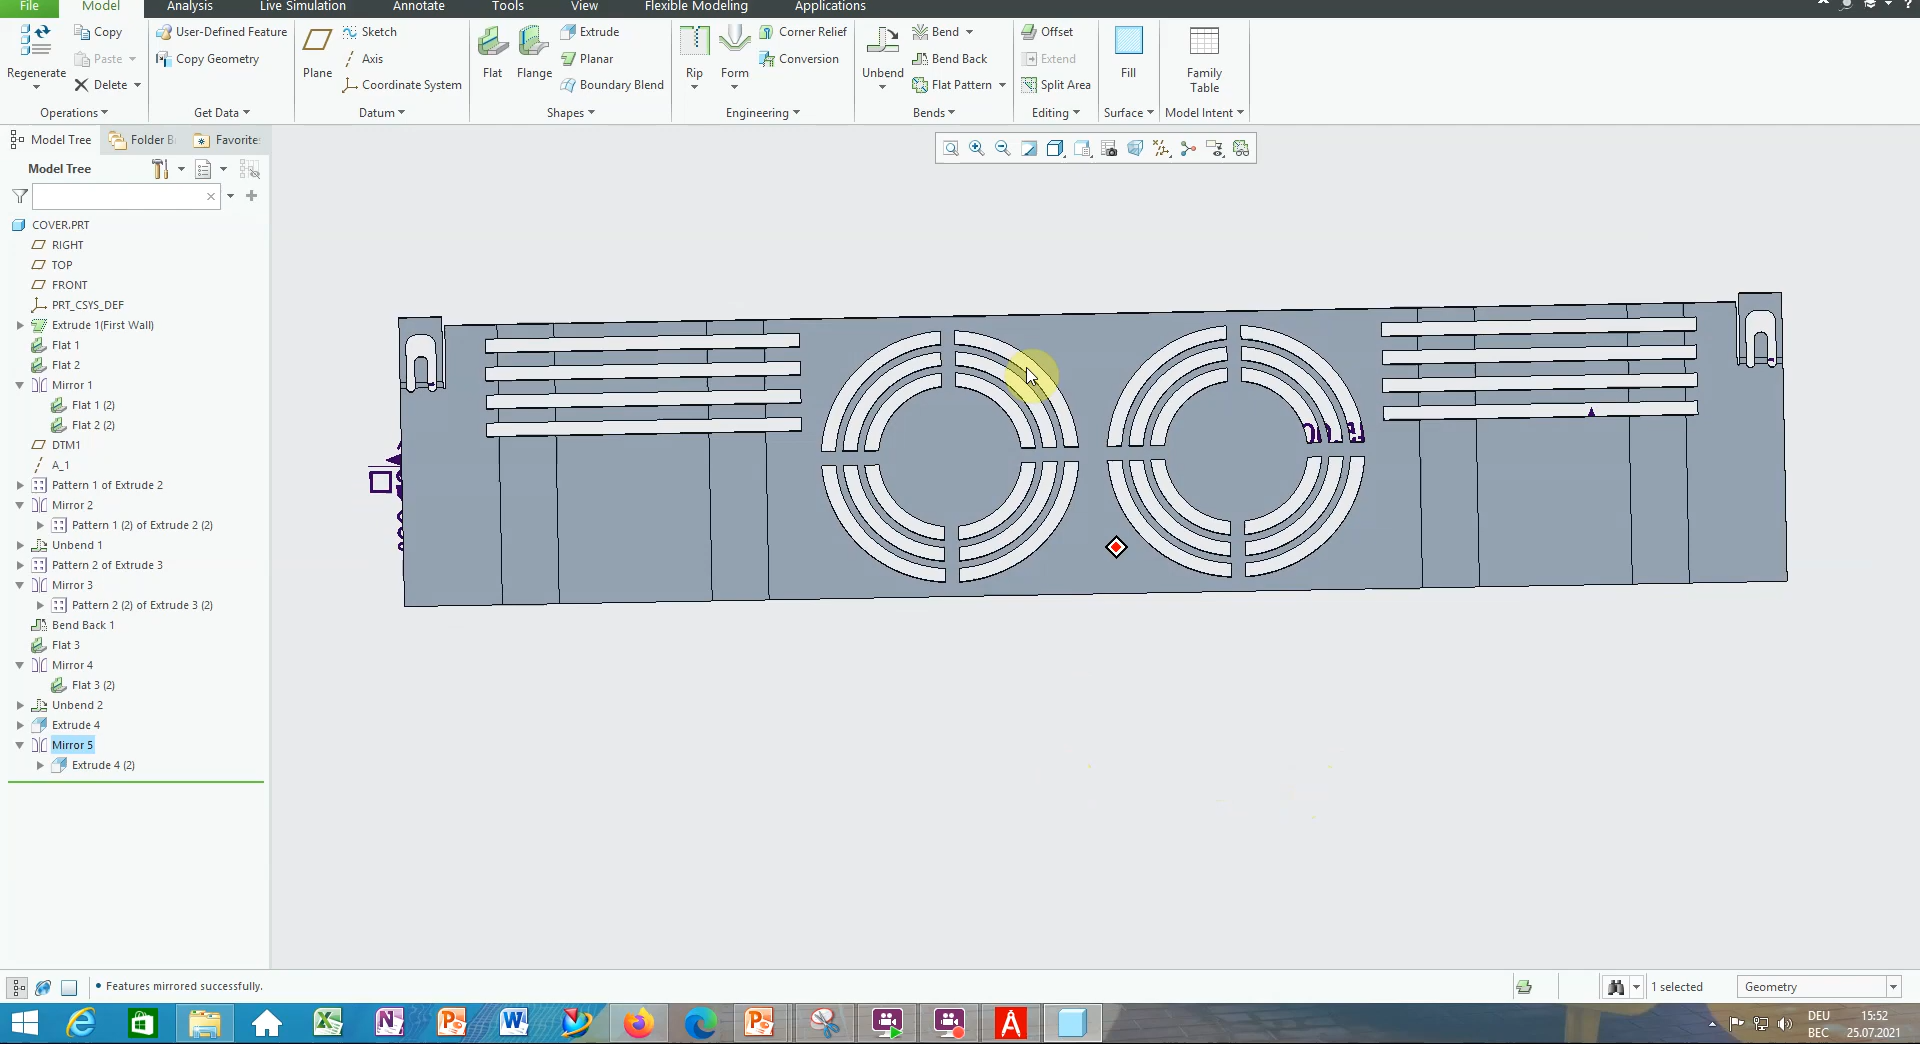 File Model Analysis Live Simulation Annotate Tools View Flexible Modeling Applications
Regenerate
Copy
Paste
Delete
Operations
User-Defined Feature
Copy Geometry
Get Data
Plane
Sketch
Axis
Coordinate System
Datum
Flat
Flange
Extrude
Planar
Boundary Blend
Shapes
Rip
Form
Corner Relief
Conversion
Engineering
Unbend
Bend
Bend Back
Flat Pattern
Bends
Offset
Extend
Split Area
Editing
Fill
Surface
Family
Table
Model Intent
Model Tree
Folder B
Favorite
Model Tree
COVER.PRT
RIGHT
TOP
FRONT
PRT_CSYS_DEF
Extrude 1(First Wall)
Flat 1
Flat 2
Mirror 1
Flat 1 (2)
Flat 2 (2)
DTM1
A_1
Pattern 1 of Extrude 2
Mirror 2
Pattern 1 (2) of Extrude 2 (2)
Unbend 1
Pattern 2 of Extrude 3
Mirror 3
Pattern 2 (2) of Extrude 3 (2)
Bend Back 1
Flat 3
Mirror 4
Flat 3 (2)
Unbend 2
Extrude 4
Mirror 5
Extrude 4 (2)
• Features mirrored successfully.
1 selected
Geometry
DEU
BEC
15:52
25.07.2021